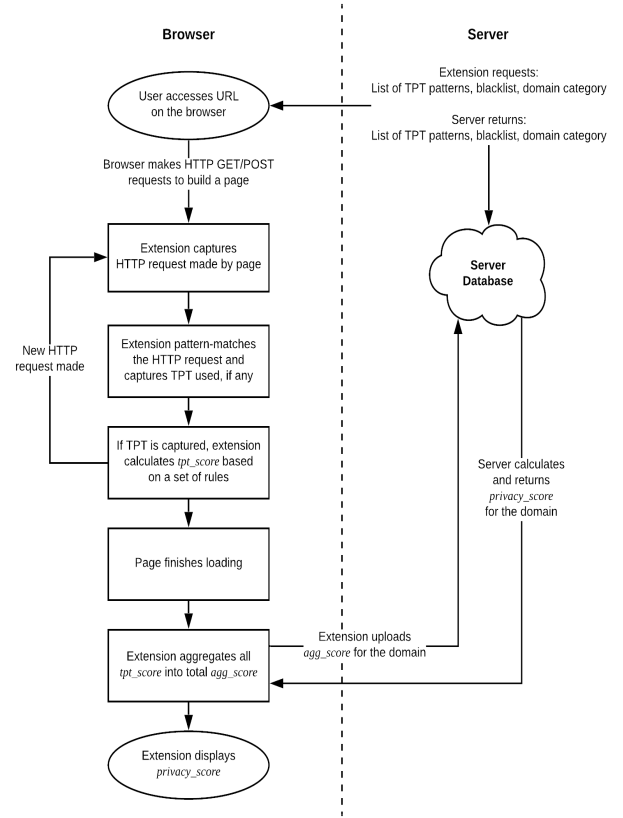 Browser
Server
Extension requests:
List of TPT patterns, blacklist, domain category
User accesses URL
on the browser
Server returns:
List of TPT patterns, blacklist, domain category
Browser makes HTTP GET/POST
requests to build a page
Extension captures
HTTP request made by page
Server
Database
Extension pattern-matches
the HTTP request and
captures TPT used, if any
New HTTP
request made
If TPT is captured, extension
calculates tpt_score based
on a set of rules
Server calculates
and returns
privacy_score
for the domain
Page finishes loading
Extension uploads
agg_score for the domain
Extension aggregates all
tpt_score into total agg_score
Extension displays
privacy_score